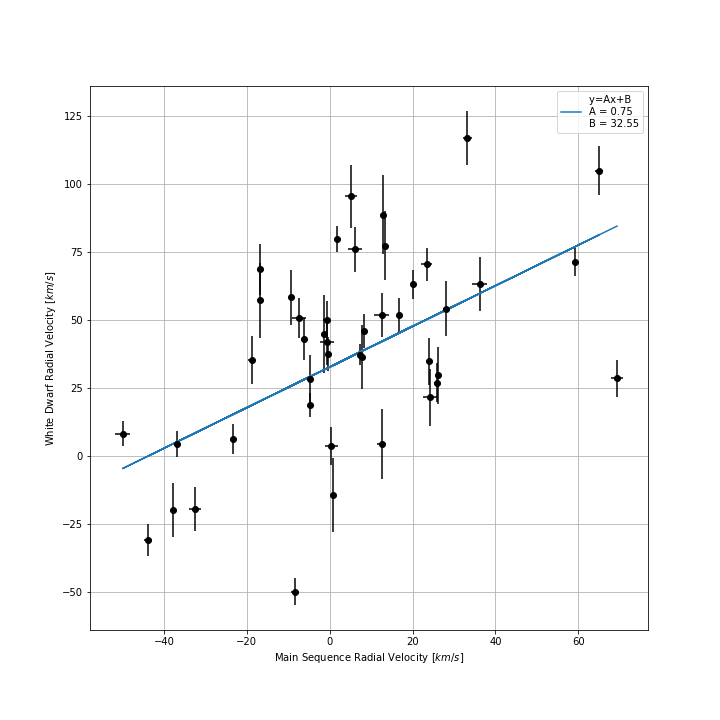 y=Ax+B
A = 0.75
B = 32.55
125
100
75
50
25
0
−25
−50
−40
−20
0
20
40
60
White Dwarf Radial Velocity [km/s]
Main Sequence Radial Velocity [km/s]